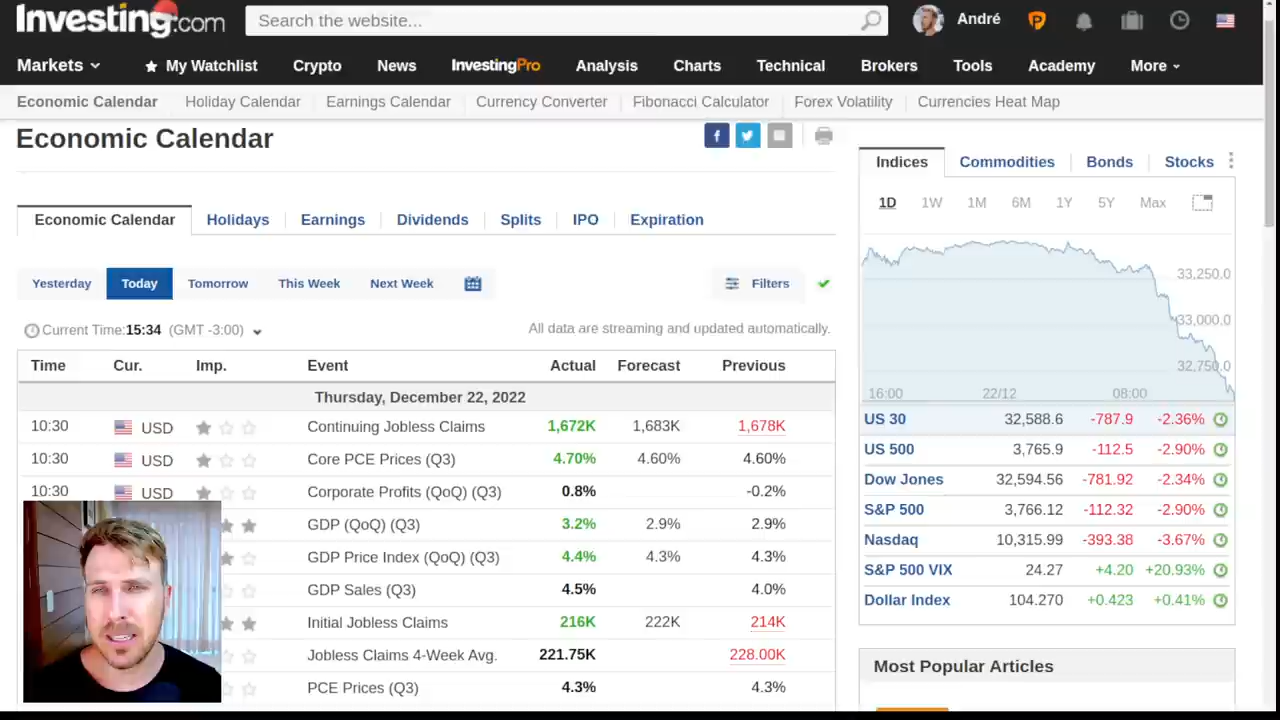 Investing.com
Search the website...
André
Markets
My Watchlist
Crypto
News
InvestingPro
Analysis
Charts
Technical
Brokers
Tools
Academy
More
Economic Calendar
Holiday Calendar
Earnings Calendar
Currency Converter
Fibonacci Calculator
Forex Volatility
Currencies Heat Map
Economic Calendar
Economic Calendar
Holidays
Earnings
Dividends
Splits
IPO
Expiration
Yesterday
Today
Tomorrow
This Week
Next Week
Filters
Current Time:15:34 (GMT -3:00)
All data are streaming and updated automatically.
Time Cur. Imp. Event Actual Forecast Previous
Thursday, December 22, 2022
10:30 USD Continuing Jobless Claims 1,672K 1,683K 1,678K
10:30 USD Core PCE Prices (Q3) 4.70% 4.60% 4.60%
10:30 USD Corporate Profits (QoQ) (Q3) 0.8% -0.2%
GDP (QoQ) (Q3) 3.2% 2.9% 2.9%
GDP Price Index (QoQ) (Q3) 4.4% 4.3% 4.3%
GDP Sales (Q3) 4.5% 4.0%
Initial Jobless Claims 216K 222K 214K
Jobless Claims 4-Week Avg. 221.75K 228.00K
PCE Prices (Q3) 4.3% 4.3%
Indices
Commodities
Bonds
Stocks
1D 1W 1M 6M 1Y 5Y Max
33,250.0
33,000.0
32,750.0
16:00 22/12 08:00
US 30 32,588.6 -787.9 -2.36%
US 500 3,765.9 -112.5 -2.90%
Dow Jones 32,594.56 -781.92 -2.34%
S&P 500 3,766.12 -112.32 -2.90%
Nasdaq 10,315.99 -393.38 -3.67%
S&P 500 VIX 24.27 +4.20 +20.93%
Dollar Index 104.270 +0.423 +0.41%
Most Popular Articles